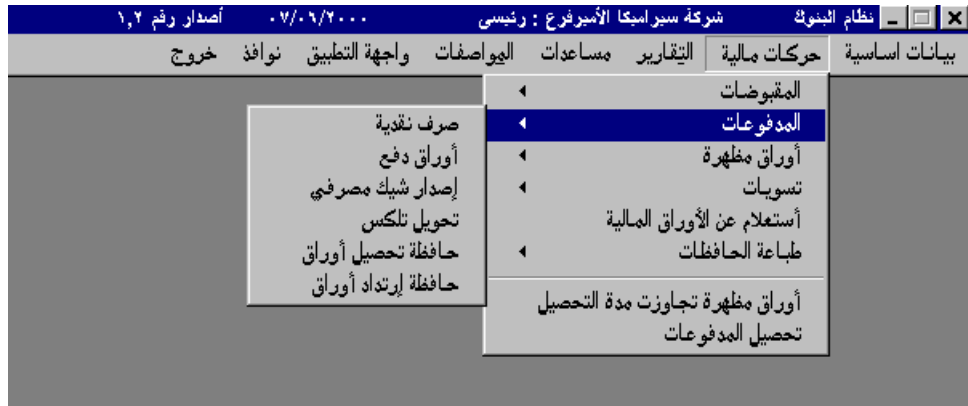 نظام البنوك شركة سيراميكا الأميرفرع : رئيسى ٠٧/٠٦/٢٠٠٠ أصدار رقم ١,٢
بيانات اساسية حركات مالية التقارير مساعدات المواصفات واجهة التطبيق نوافذ خروج
المقبوضات
المدفوعات
أوراق مظهرة
تسويات
أستعلام عن الأوراق المالية
طباعة الحافظات
أوراق مظهرة تجاوزت مدة التحصيل
تحصيل المدفوعات
صرف نقدية
أوراق دفع
إصدار شيك مصرفي
تحويل تلكس
حافظة تحصيل أوراق
حافظة إرتداد أوراق